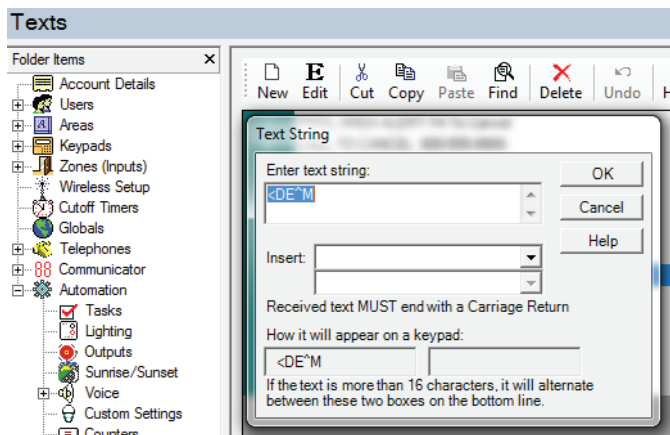 Texts
Folder Items
Account Details
Users
Areas
Keypads
Zones (Inputs)
Wireless Setup
Cutoff Timers
Globals
Telephones
Communicator
Automation
Tasks
Lighting
Outputs
Sunrise/Sunset
Voice
Custom Settings
Counters
New Edit Cut Copy Paste Find Delete Undo
Text String
Enter text string:
<DE^M
OK
Cancel
Help
Insert:
Received text MUST end with a Carriage Return
How it will appear on a keypad:
<DE^M
If the text is more than 16 characters, it will alternate
between these two boxes on the bottom line.